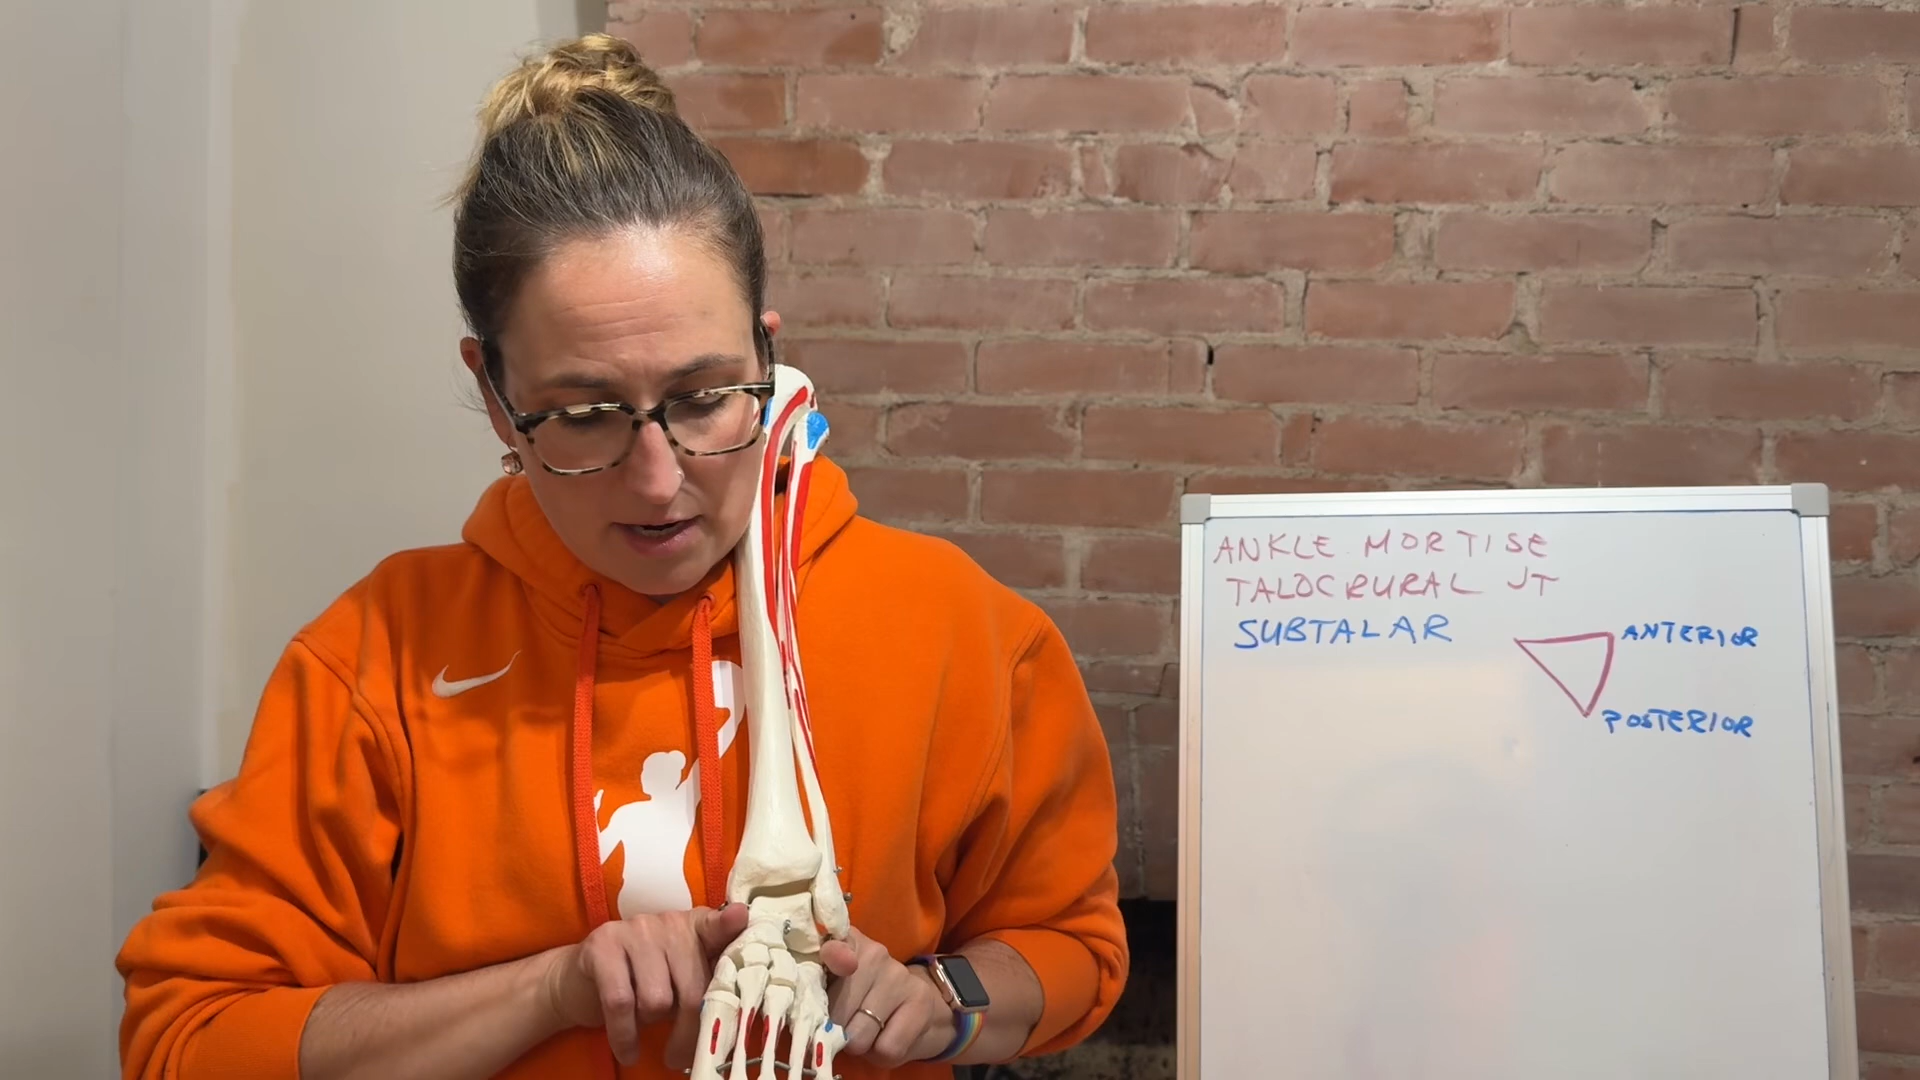 ANKLE MORTISE
TALOCRURAL JT
SUBTALAR
ANTERIOR
POSTERIOR